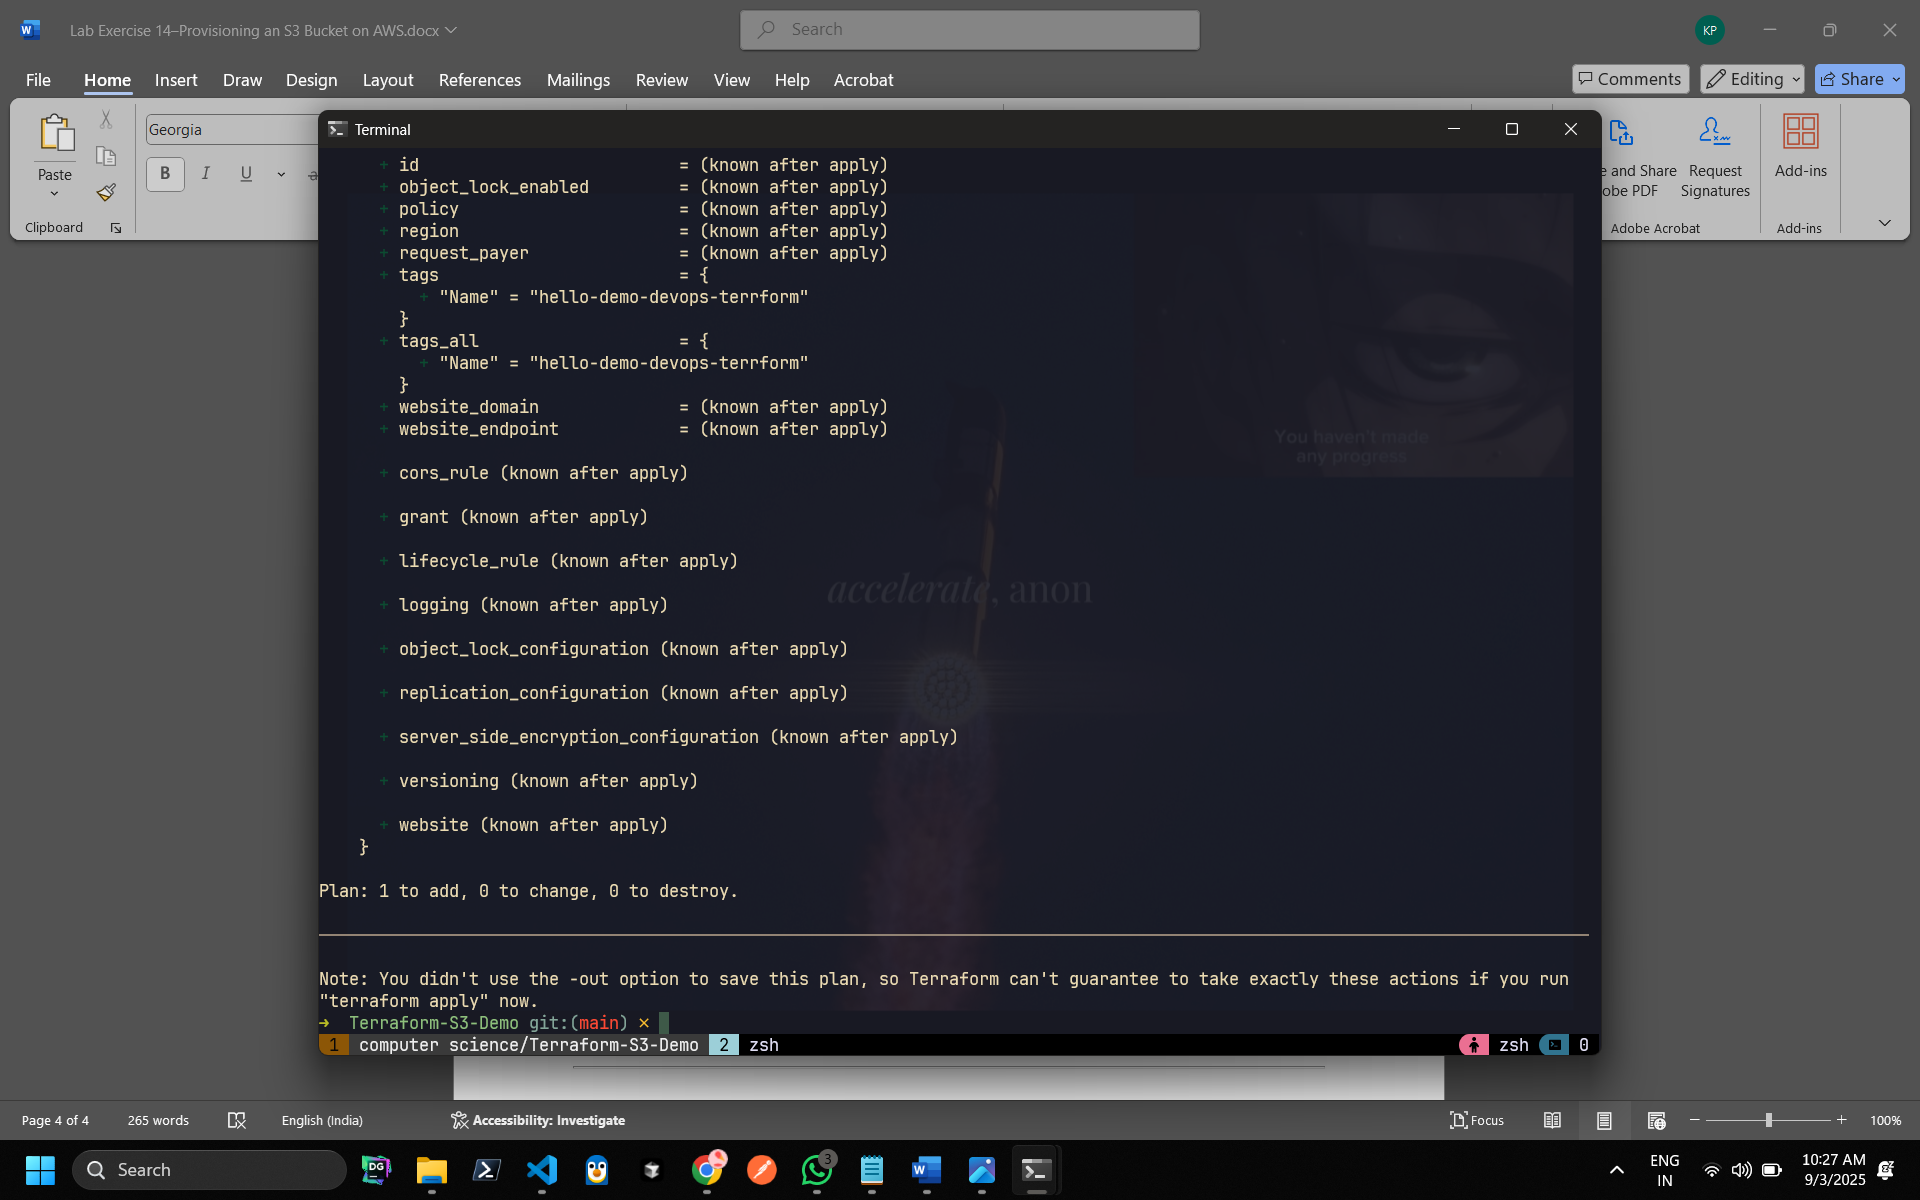 Lab Exercise 14–Provisioning an S3 Bucket on AWS.docx
Search
KP
File Home Insert Draw Design Layout References Mailings Review View Help Acrobat
Comments Editing Share
Paste
Clipboard
Georgia
B I U
Terminal
e and Share
obe PDF
Request
Signatures
Adobe Acrobat
Add-ins
Add-ins
+ id = (known after apply)
+ object_lock_enabled = (known after apply)
+ policy = (known after apply)
+ region = (known after apply)
+ request_payer = (known after apply)
+ tags = {
+ "Name" = "hello-demo-devops-terrform"
}
+ tags_all = {
+ "Name" = "hello-demo-devops-terrform"
}
+ website_domain = (known after apply)
+ website_endpoint = (known after apply)
+ cors_rule (known after apply)
+ grant (known after apply)
+ lifecycle_rule (known after apply)
+ logging (known after apply)
+ object_lock_configuration (known after apply)
+ replication_configuration (known after apply)
+ server_side_encryption_configuration (known after apply)
+ versioning (known after apply)
+ website (known after apply)
}
You haven't made
any progress
accelerate, anon
Plan: 1 to add, 0 to change, 0 to destroy.
Note: You didn't use the -out option to save this plan, so Terraform can't guarantee to take exactly these actions if you run
"terraform apply" now.
→ Terraform-S3-Demo git:(main) ×
1 computer science/Terraform-S3-Demo 2 zsh
zsh 0
Page 4 of 4 265 words English (India) Accessibility: Investigate
Focus 100%
Search
DG
3
ENG
IN
10:27 AM
9/3/2025